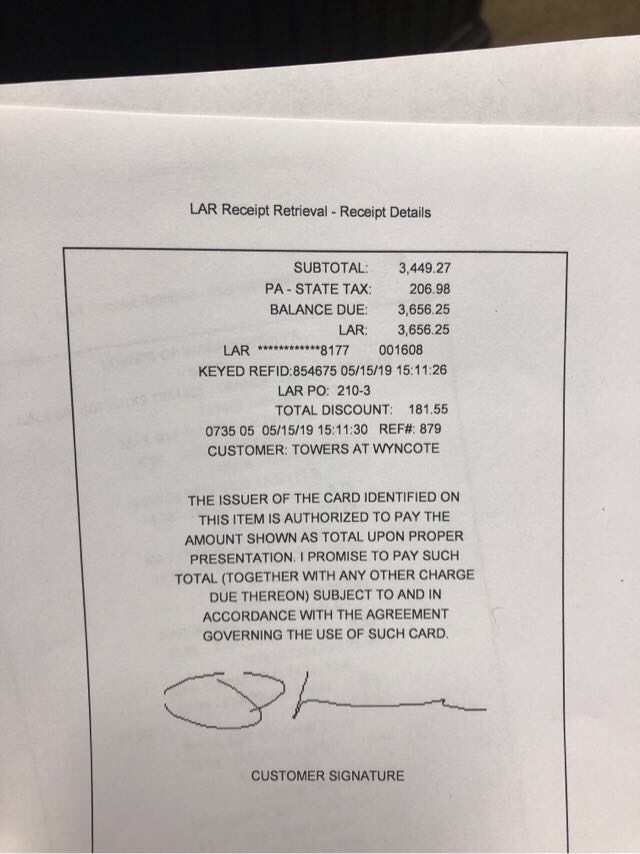 LAR Receipt Retrieval - Receipt Details
SUBTOTAL: 3,449.27
PA - STATE TAX: 206.98
BALANCE DUE: 3,656.25
LAR: 3,656.25
LAR ************8177 001608
KEYED REFID:854675 05/15/19 15:11:26
LAR PO: 210-3
TOTAL DISCOUNT: 181.55
0735 05 05/15/19 15:11:30 REF#: 879
CUSTOMER: TOWERS AT WYNCOTE
THE ISSUER OF THE CARD IDENTIFIED ON
THIS ITEM IS AUTHORIZED TO PAY THE
AMOUNT SHOWN AS TOTAL UPON PROPER
PRESENTATION. I PROMISE TO PAY SUCH
TOTAL (TOGETHER WITH ANY OTHER CHARGE
DUE THEREON) SUBJECT TO AND IN
ACCORDANCE WITH THE AGREEMENT
GOVERNING THE USE OF SUCH CARD.
CUSTOMER SIGNATURE